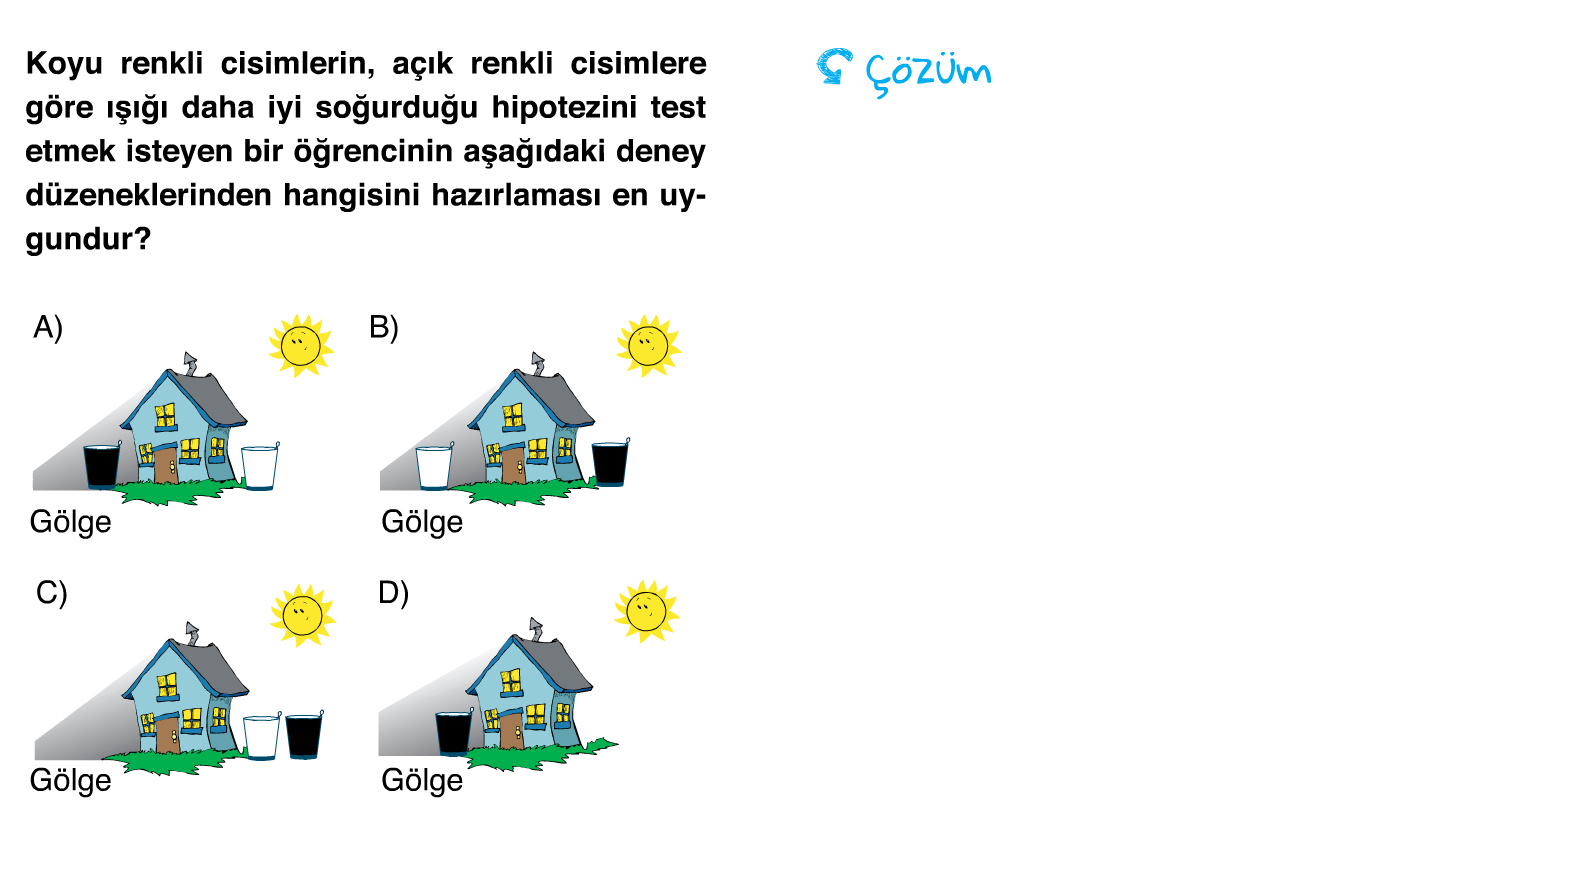 Koyu renkli cisimlerin, açık renkli cisimlere
göre ışığı daha iyi soğurduğu hipotezini test
etmek isteyen bir öğrencinin aşağıdaki deney
düzeneklerinden hangisini hazırlaması en uy-
gundur?
A)
Gölge
B)
Gölge
C)
Gölge
D)
Gölge
Çözüm